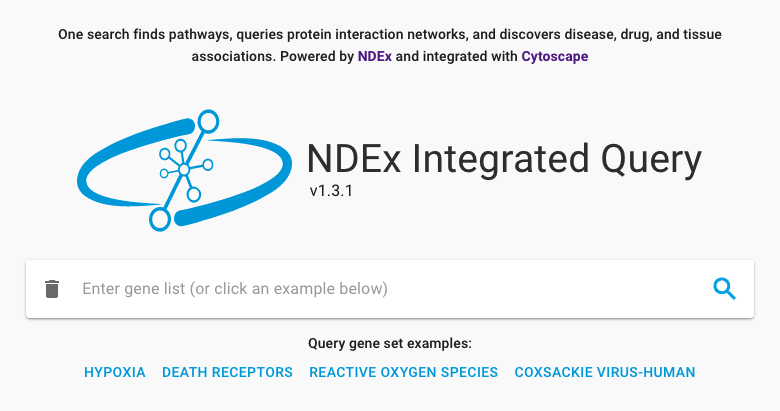 One search finds pathways, queries protein interaction networks, and discovers disease, drug, and tissue
associations. Powered by NDEx and integrated with Cytoscape
NDEx Integrated Query
v1.3.1
Enter gene list (or click an example below)
Query gene set examples:
HYPOXIA DEATH RECEPTORS REACTIVE OXYGEN SPECIES COXSACKIE VIRUS-HUMAN